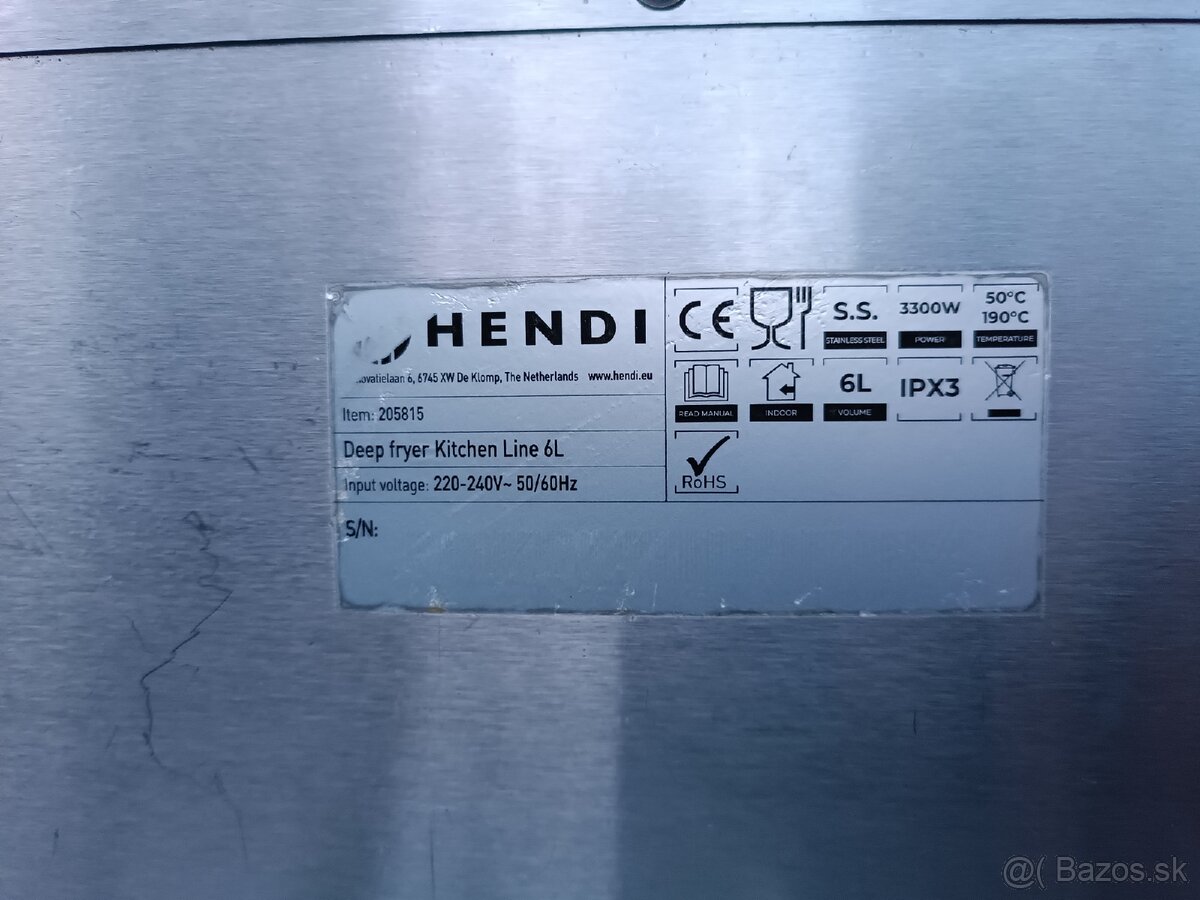 HENDI
6, 6745 XW De Klomp, The Netherlands www.hendi.eu
Item: 205815
Deep fryer Kitchen Line 6L
Input voltage: 220-240V~ 50/60Hz
S/N:
CE
S.S.
STAINLESS STEEL
3300W
POWER
50°C
190°C
TEMPERATURE
READ MANUAL
INDOOR
6L
VOLUME
IPX3
RoHS
@( Bazos.sk